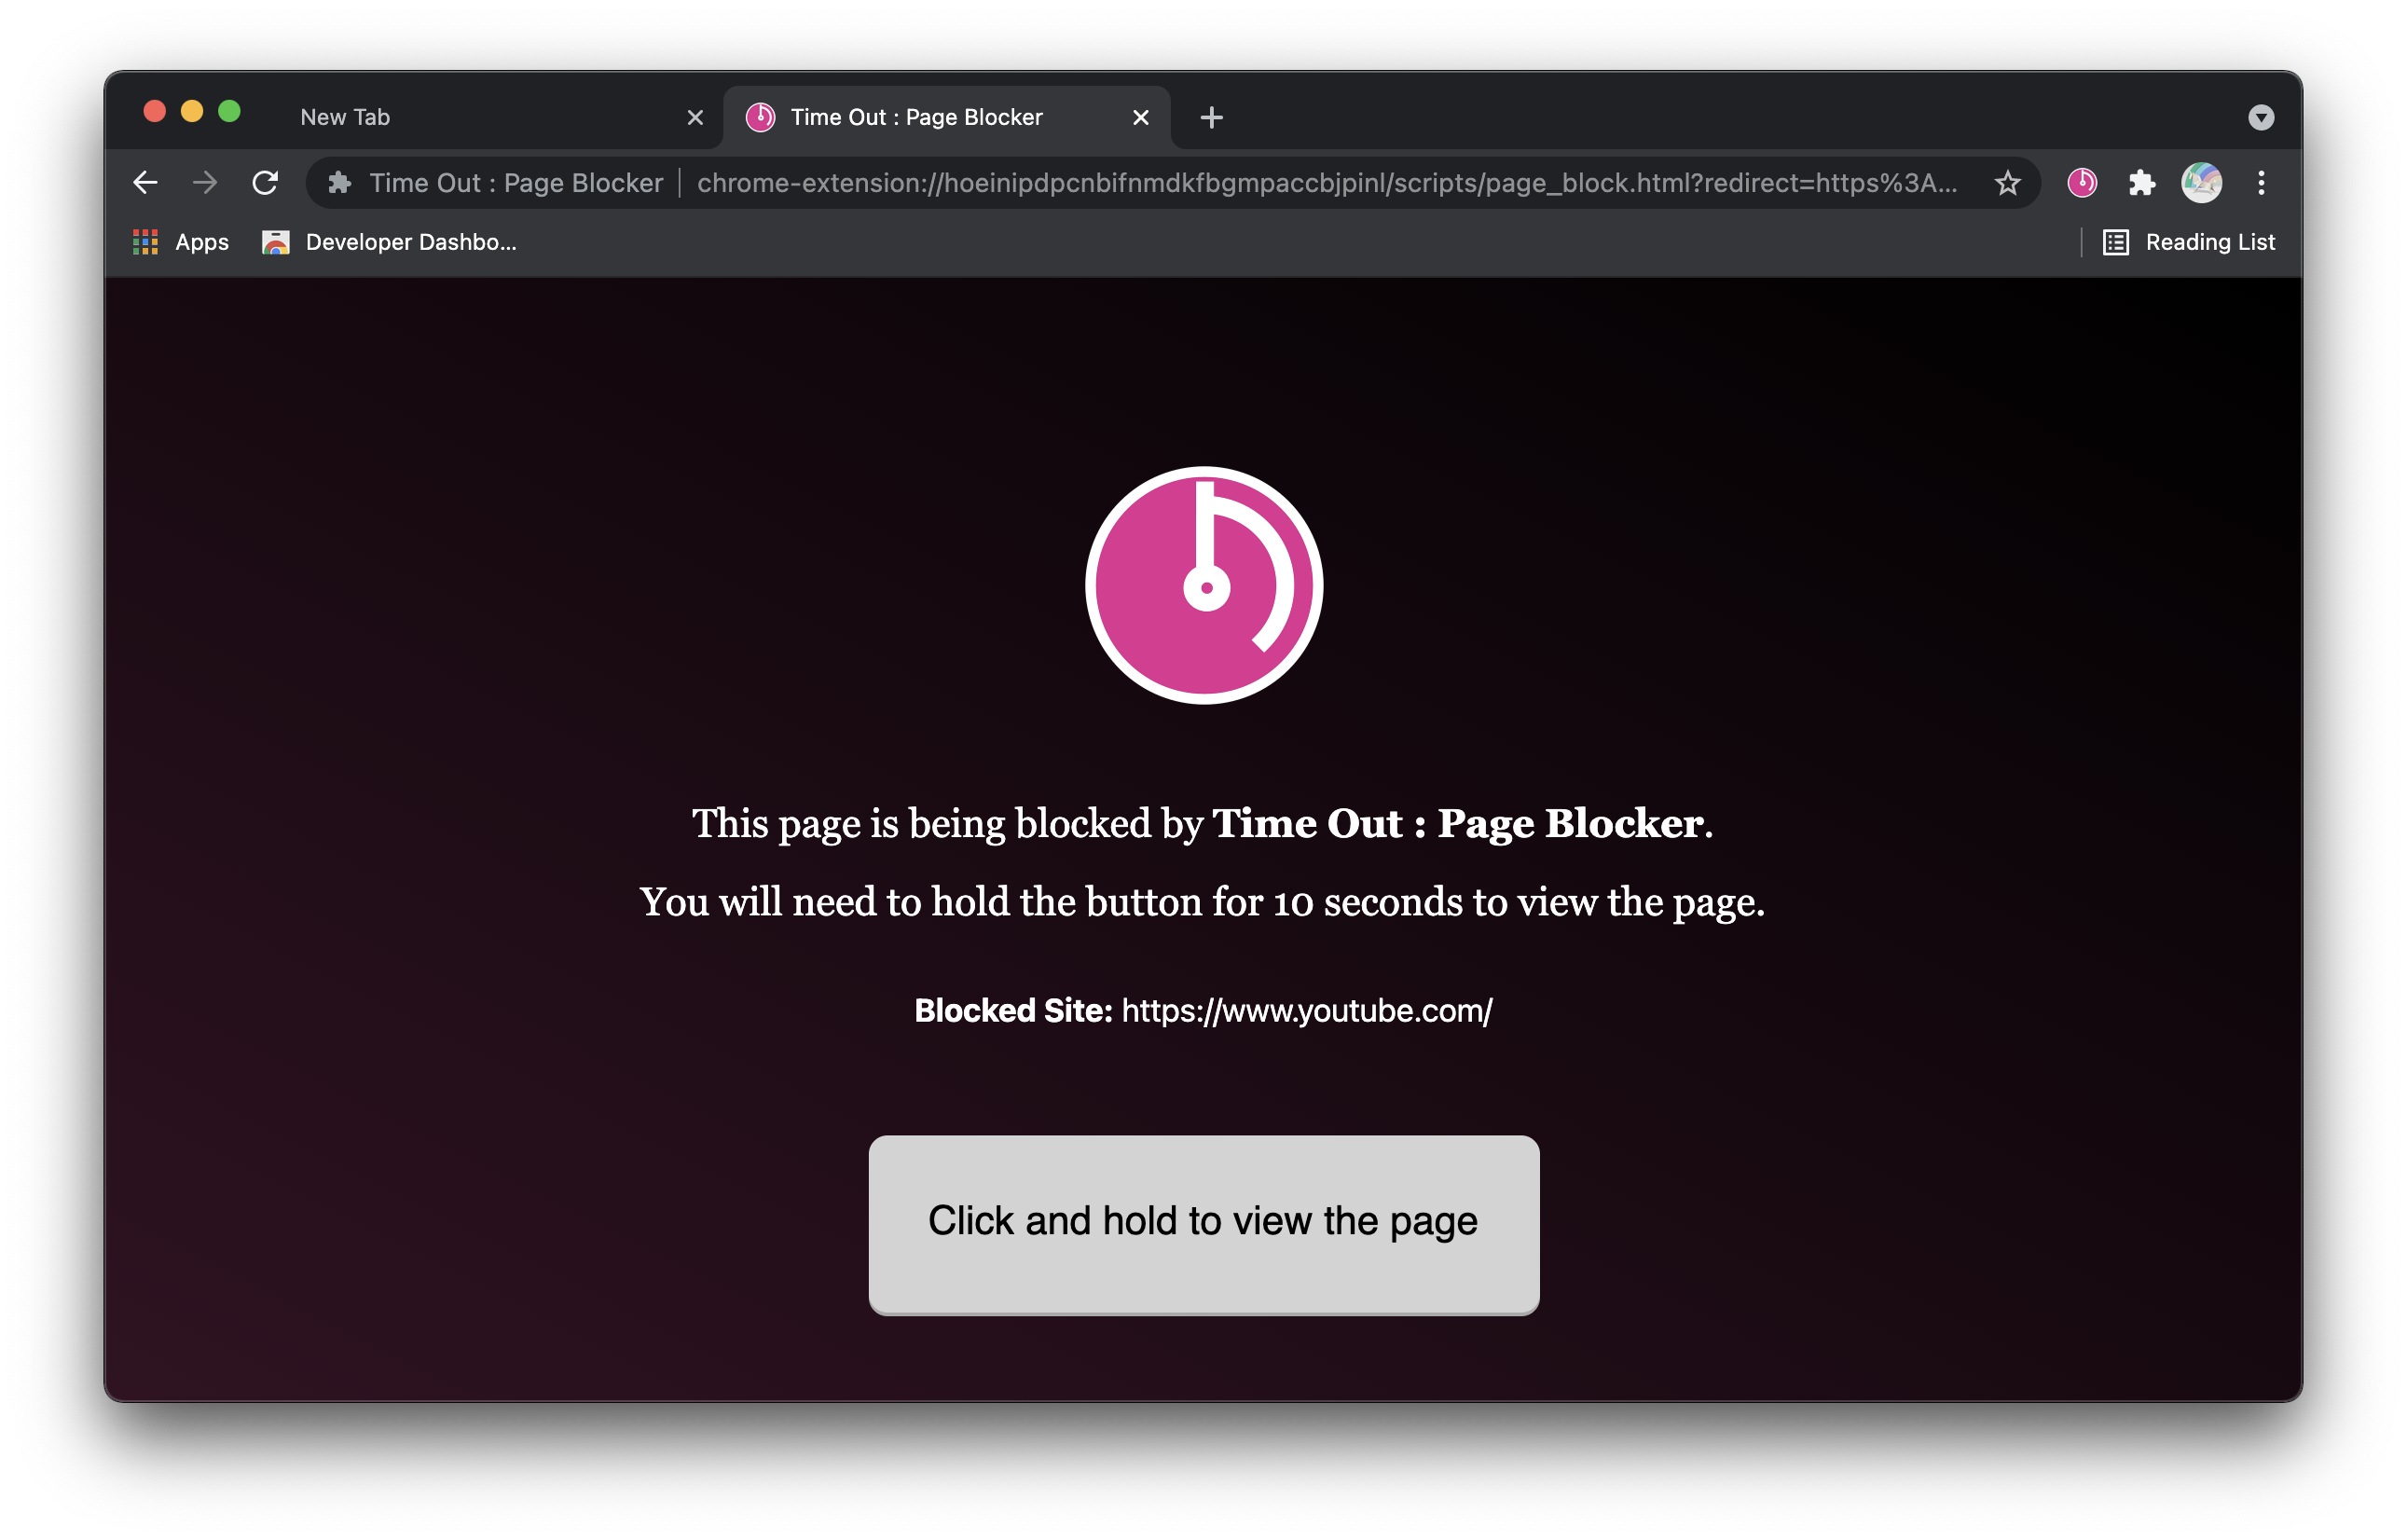 New Tab
Time Out : Page Blocker
Time Out : Page Blocker | chrome-extension://hoeinipdpcnbifnmdkfbgmpaccbjpinl/scripts/page_block.html?redirect=https%3A...
Apps
Developer Dashbo...
Reading List
This page is being blocked by Time Out : Page Blocker.
You will need to hold the button for 10 seconds to view the page.
Blocked Site: https://www.youtube.com/
Click and hold to view the page